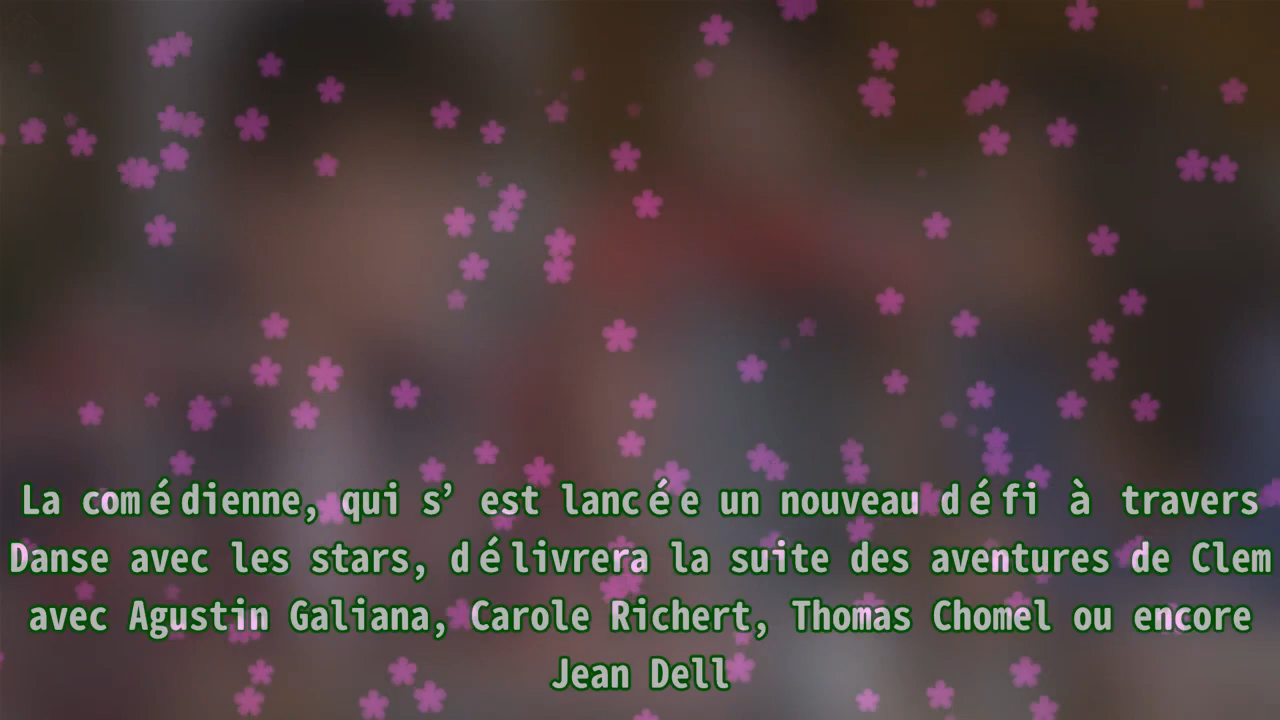 La comédienne, qui s’ est lancée un nouveau défi à travers
Danse avec les stars, délivrera la suite des aventures de Clem
avec Agustin Galiana, Carole Richert, Thomas Chomel ou encore
Jean Dell